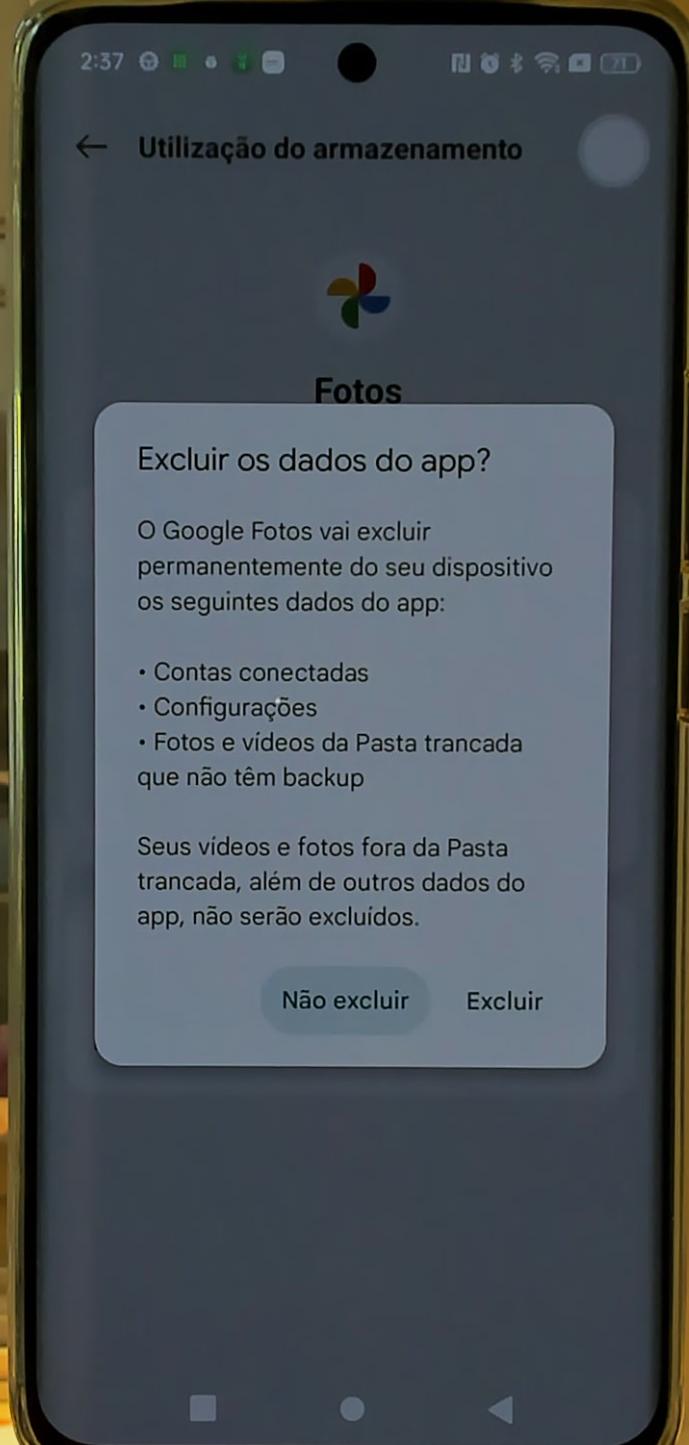 2:37
71
Utilização do armazenamento
Fotos
Excluir os dados do app?
O Google Fotos vai excluir
permanentemente do seu dispositivo
os seguintes dados do app:
• Contas conectadas
• Configurações
• Fotos e vídeos da Pasta trancada
que não têm backup
Seus vídeos e fotos fora da Pasta
trancada, além de outros dados do
app, não serão excluídos.
Não excluir
Excluir